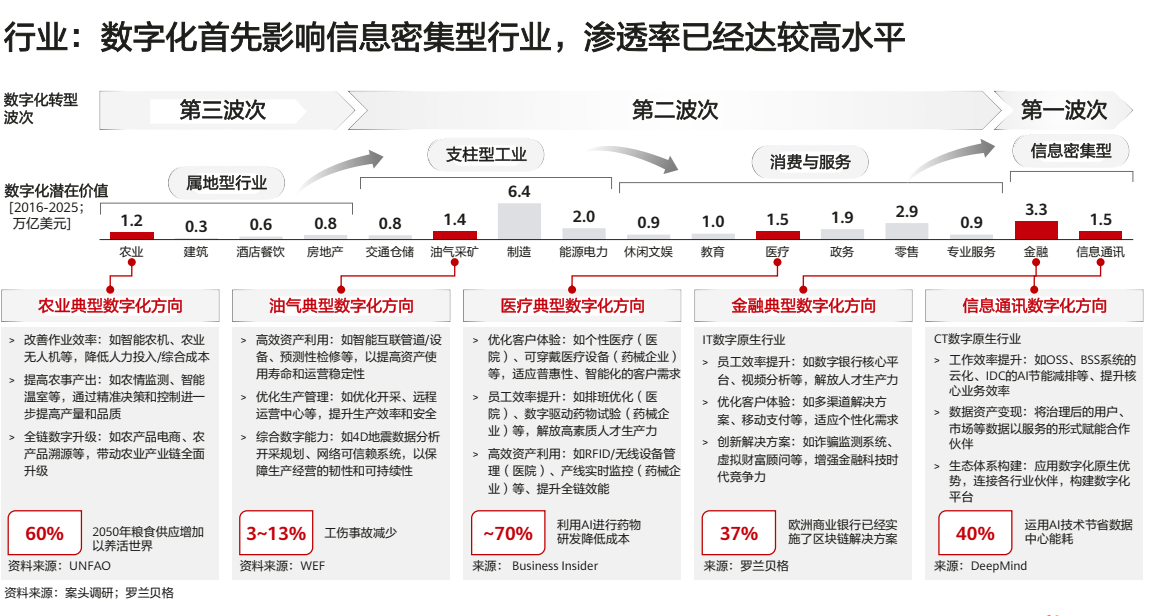 行业：数字化首先影响信息密集型行业，渗透率已经达较高水平
数字化转型
波次
第三波次
第二波次
第一波次
属地型行业
支柱型工业
消费与服务
信息密集型
数字化潜在价值
[2016-2025；
万亿美元]
1.2
0.3
0.6
0.8
0.8
1.4
6.4
2.0
0.9
1.0
1.5
1.9
2.9
0.9
3.3
1.5
农业
建筑
酒店餐饮
房地产
交通仓储
油气采矿
制造
能源电力
休闲文娱
教育
医疗
政务
零售
专业服务
金融
信息通讯
农业典型数字化方向
> 改善作业效率：如智能农机、农业
无人机等，降低人力投入/综合成本
> 提高农事产出：如农情监测、智能
温室等，通过精准决策和控制进一
步提高产量和品质
> 全链数字升级：如农产品电商、农
产品溯源等，带动农业产业链全面
升级
60%
2050年粮食供应增加
以养活世界
资料来源：UNFAO
油气典型数字化方向
> 高效资产利用：如智能互联管道/设
备、预测性检修等，以提高资产使
用寿命和运营稳定性
> 优化生产管理：如优化开采、远程
运营中心等，提升生产效率和安全
> 综合数字能力：如4D地震数据分析
开采规划、网络可信赖系统，以保
障生产经营的韧性和可持续性
3~13%
工伤事故减少
资料来源：WEF
医疗典型数字化方向
> 优化客户体验：如个性医疗（医
院）、可穿戴医疗设备（药械企业）
等，适应普惠性、智能化的客户需求
> 员工效率提升：如排班优化（医
院）、数字驱动药物试验（药械企
业）等，解放高素质人才生产力
> 高效资产利用：如RFID/无线设备管
理（医院）、产线实时监控（药械企
业）等、提升全链效能
~70%
利用AI进行药物
研发降低成本
资料来源： Business Insider
金融典型数字化方向
IT数字原生行业
> 员工效率提升：如数字银行核心平
台、视频分析等，解放人才生产力
> 优化客户体验：如多渠道解决方
案、移动支付等，适应个性化需求
> 创新解决方案：如诈骗监测系统、
虚拟财富顾问等，增强金融科技时
代竞争力
37%
欧洲商业银行已经实
施了区块链解决方案
资料来源：罗兰贝格
信息通讯数字化方向
CT数字原生行业
> 工作效率提升：如OSS、BSS系统的
云化、IDC的AI节能减排等、提升核
心业务效率
> 数据资产变现：将治理后的用户、
市场等数据以服务的形式赋能合作
伙伴
> 生态体系构建：应用数字化原生优
势，连接各行业伙伴，构建数字化
平台
40%
运用AI技术节省数据
中心能耗
资料来源：DeepMind
资料来源：案头调研；罗兰贝格